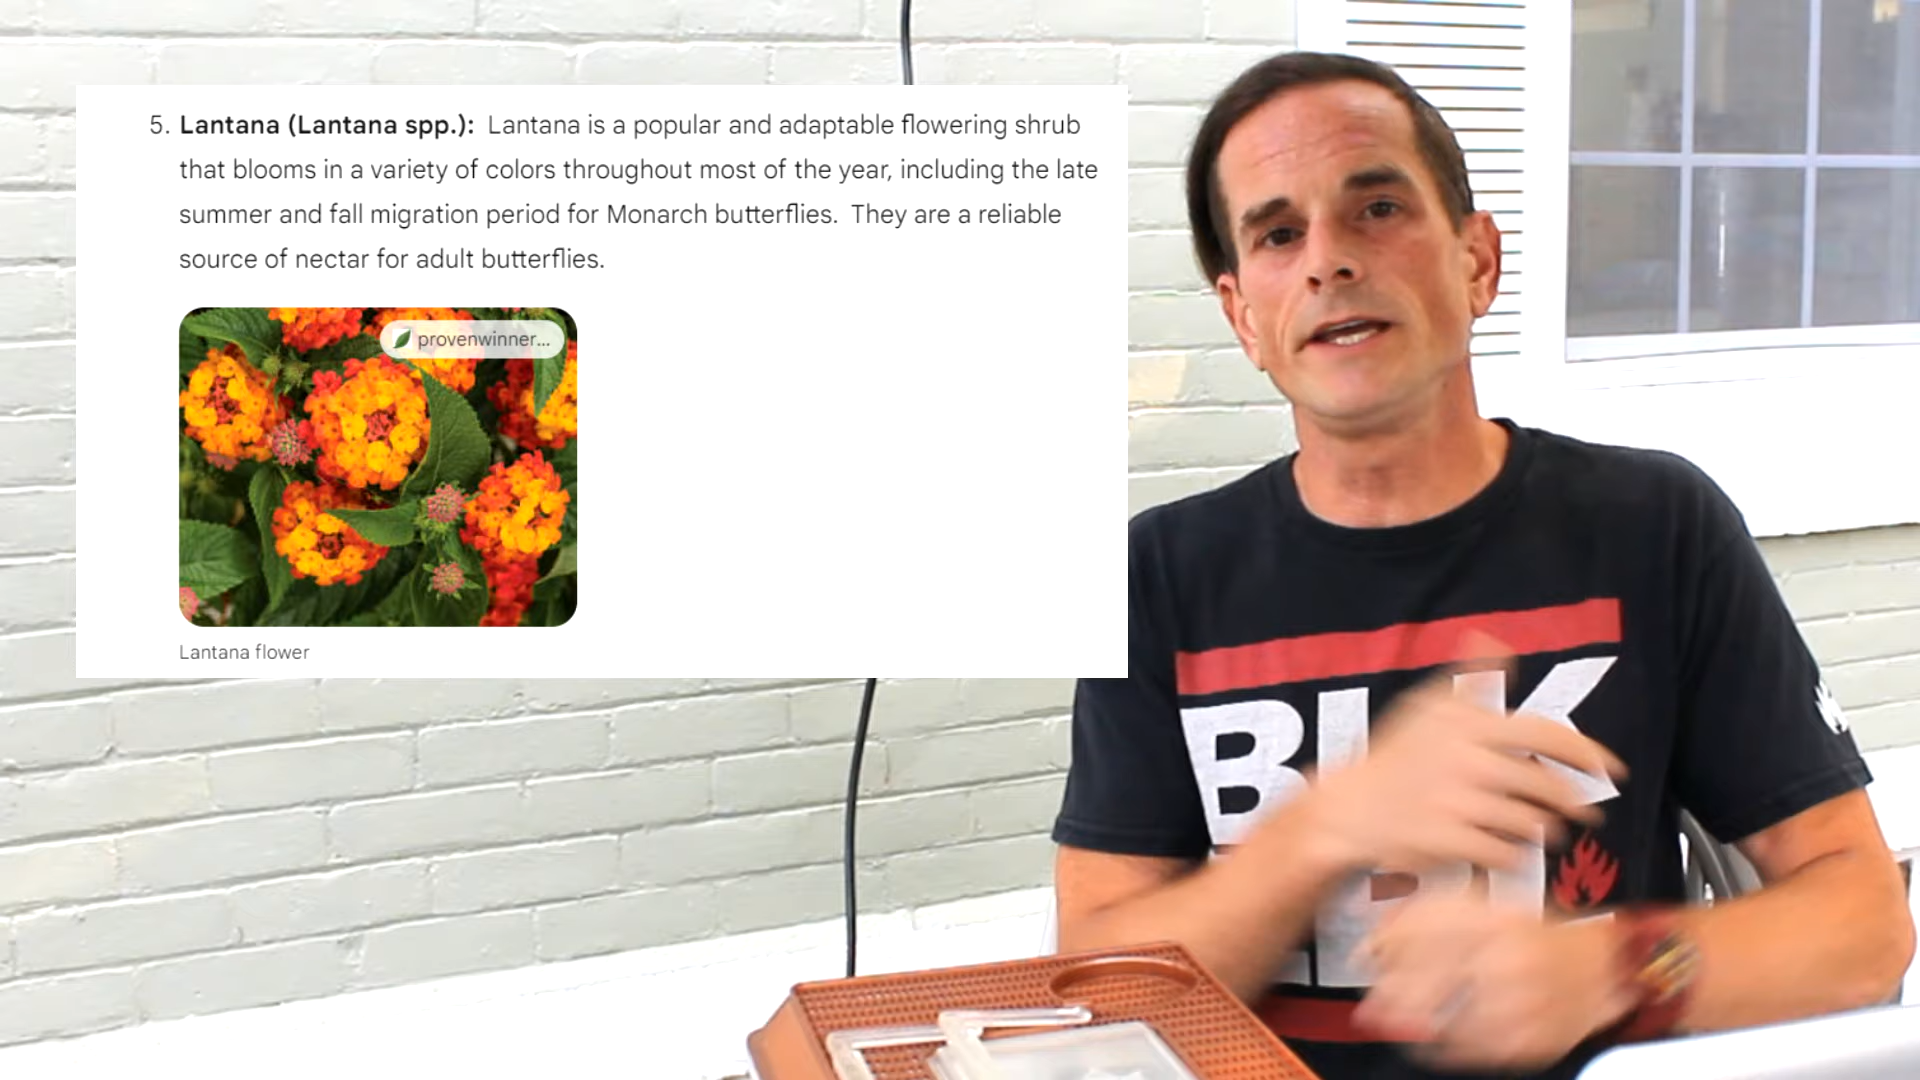 5. Lantana (Lantana spp.): Lantana is a popular and adaptable flowering shrub
that blooms in a variety of colors throughout most of the year, including the late
summer and fall migration period for Monarch butterflies. They are a reliable
source of nectar for adult butterflies.
provenwinner...
Lantana flower
BLK